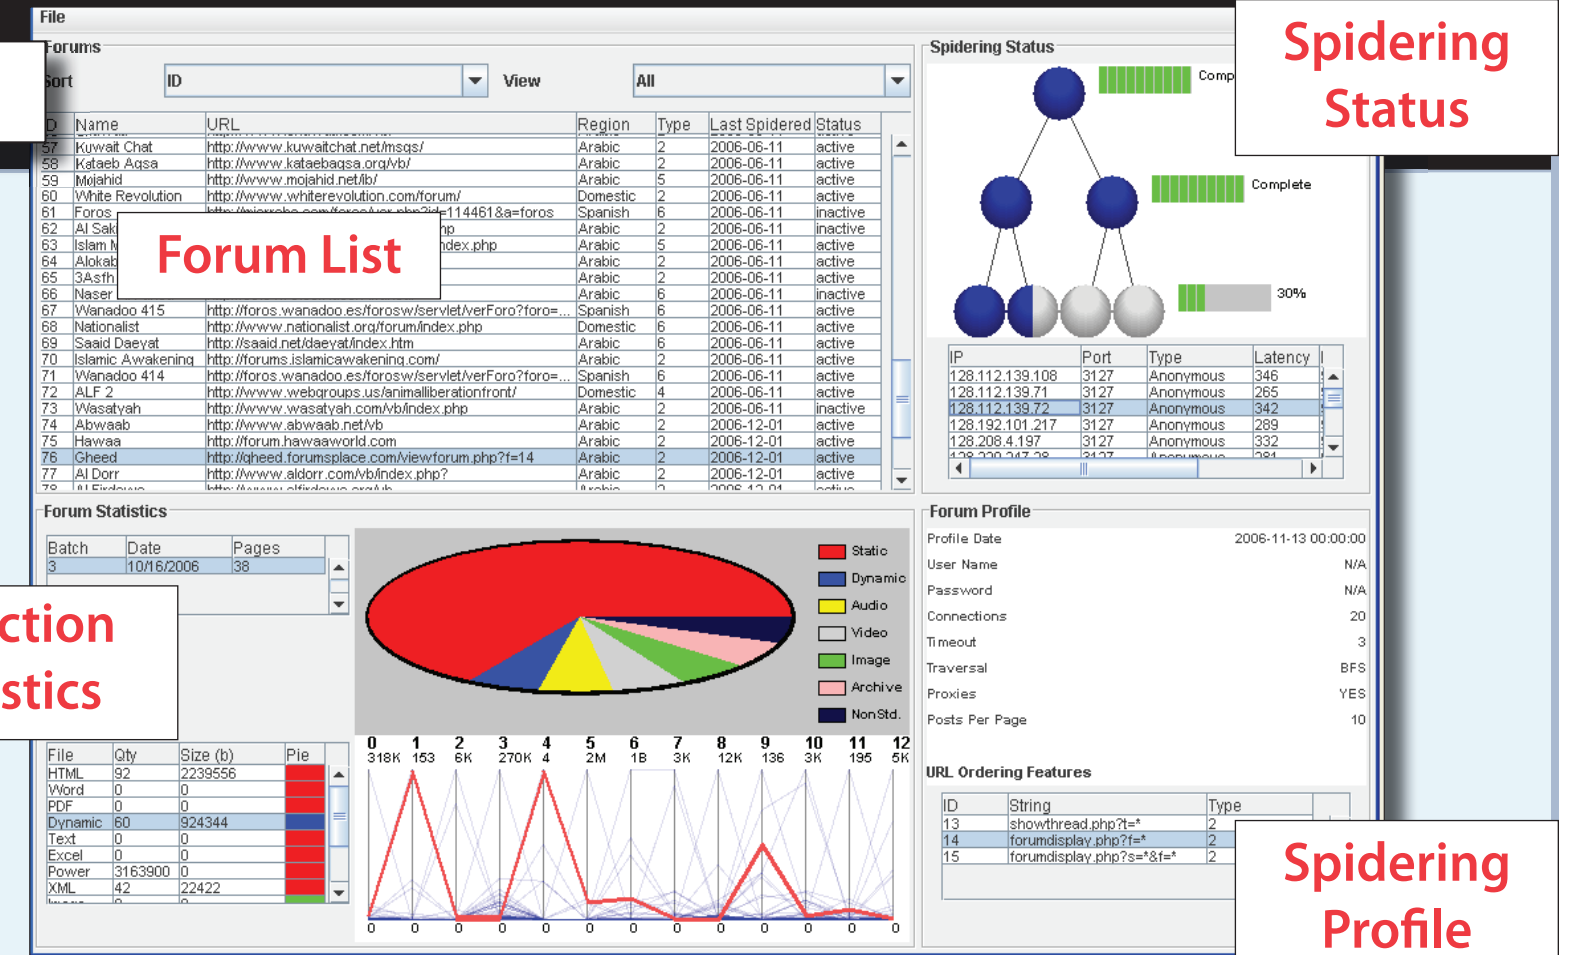 File
Forums
Sort ID View All
Name URL Region Type Last Spidered Status
57 Kuwait Chat http://www.kuwaitchat.net/msgs/ Arabic 2 2006-06-11 active
58 Kataeb Aqsa http://www.kataebaqsa.org/vb/ Arabic 2 2006-06-11 active
59 Mojahid http://www.mojahid.net/ib/ Arabic 5 2006-06-11 active
60 White Revolution http://www.whiterevolution.com/forum/ Domestic 2 2006-06-11 active
61 Foros Spanish 6 2006-06-11 inactive
62 Al Arabic 2 2006-06-11 inactive
63 Islam Arabic 5 2006-06-11 active
64 Arabic 2 2006-06-11 active
65 Arabic 2 2006-06-11 active
66 Naser Arabic 6 2006-06-11 inactive
67 Wanadoo 415 http://foros.wanadoo.es/forosw/servlet/verForo?foro=... Spanish 6 2006-06-11 active
68 Nationalist http://www.nationalist.org/forum/index.php Domestic 6 2006-06-11 active
69 Saaid Daeyat http://saaid.net/daeyat/index.htm Arabic 6 2006-06-11 active
70 Islamic Awakening http://forums.islamicawakening.com/ Arabic 2 2006-06-11 active
71 Wanadoo 414 http://foros.wanadoo.es/forosw/servlet/verForo?foro=... Spanish 6 2006-06-11 active
72 ALF 2 http://www.webgroups.us/animalliberationfront/ Domestic 4 2006-06-11 active
73 Wasatyah http://www.wasatyah.com/vb/index.php Arabic 2 2006-06-11 inactive
74 Abwaab http://www.abwaab.net/vb Arabic 2 2006-12-01 active
75 Hawaa http://forum.hawaaworld.com Arabic 2 2006-12-01 active
76 Gheed http://gheed.forumsplace.com/viewforum.php?f=14 Arabic 2 2006-12-01 active
77 Al Dorr http://www.aldorr.com/vb/index.php? Arabic 2 2006-12-01 active
Forum List
Spidering Status
Complete
30%
Spidering
Status
IP Port Type Latency
128.112.139.108 3127 Anonymous 346
128.112.139.71 3127 Anonymous 265
128.112.139.72 3127 Anonymous 342
128.192.101.217 3127 Anonymous 289
128.208.4.197 3127 Anonymous 332
Forum Statistics
Batch Date Pages
3 10/16/2006 38
ction
stics
Static
Dynamic
Audio
Video
Image
Archive
NonStd.
File Qty Size (b) Pie
HTML 92 2239556
Word 0 0
PDF 0 0
Dynamic 60 924344
Text 0 0
Excel 0 0
Power 3163900 0
XML 42 22422
0 1 2 3 4 5 6 7 8 9 10 11 12
318K 153 6K 270K 4 2M 1B 3K 12K 136 3K 195 5K
0 0 0 0 0 0 0 0 0 0 0 0 0
Forum Profile
Profile Date 2006-11-13 00:00:00
User Name N/A
Password N/A
Connections 20
Timeout 3
Traversal BFS
Proxies YES
Posts Per Page 10
URL Ordering Features
ID String Type
13 showthread.php?t=* 2
14 forumdisplay.php?f=* 2
15 forumdisplay.php?s=*&f=* 2
Spidering
Profile